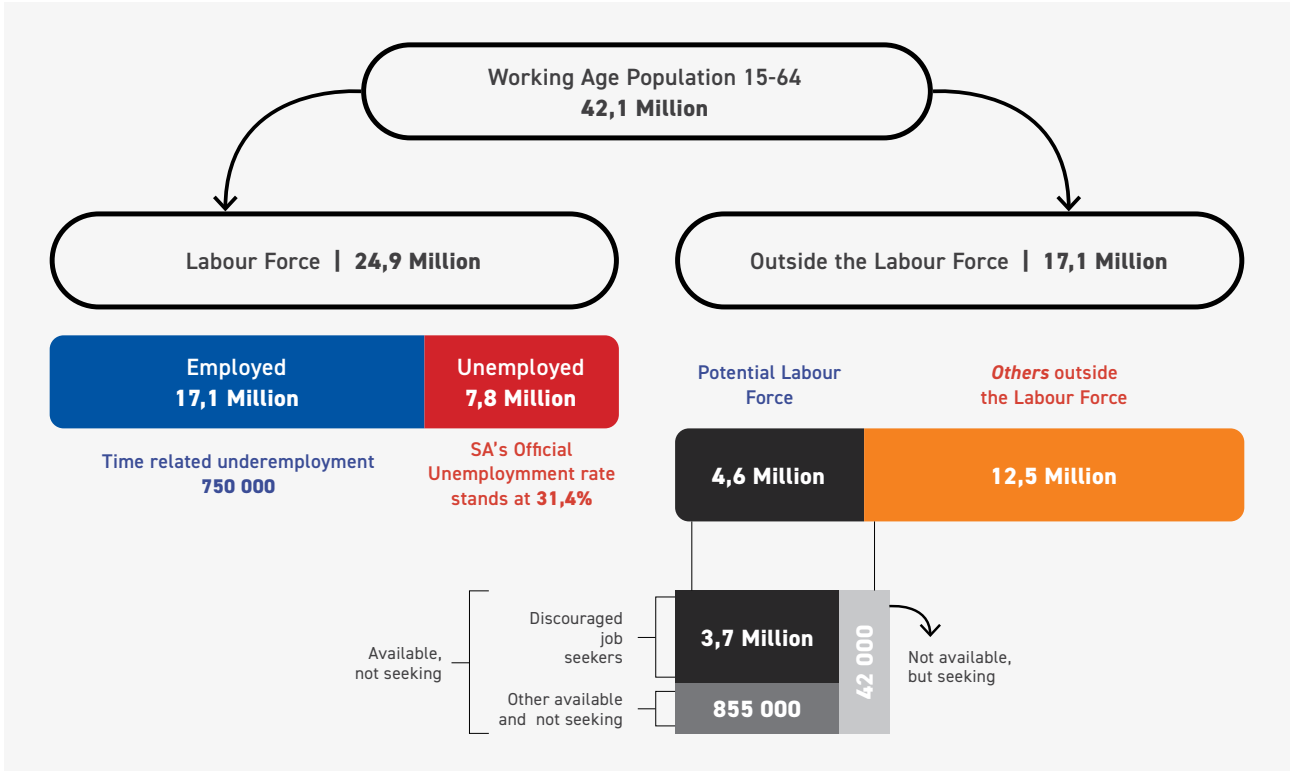 Working Age Population 15-64
42,1 Million
Labour Force | 24,9 Million
Outside the Labour Force | 17,1 Million
Employed
17,1 Million
Unemployed
7,8 Million
Time related underemployment
750 000
SA's Official
Unemploymment rate
stands at 31,4%
Potential Labour
Force
Others outside
the Labour Force
4,6 Million
12,5 Million
Available,
not seeking
Discouraged
job
seekers
Other available
and not seeking
3,7 Million
855 000
42 000
Not available,
but seeking